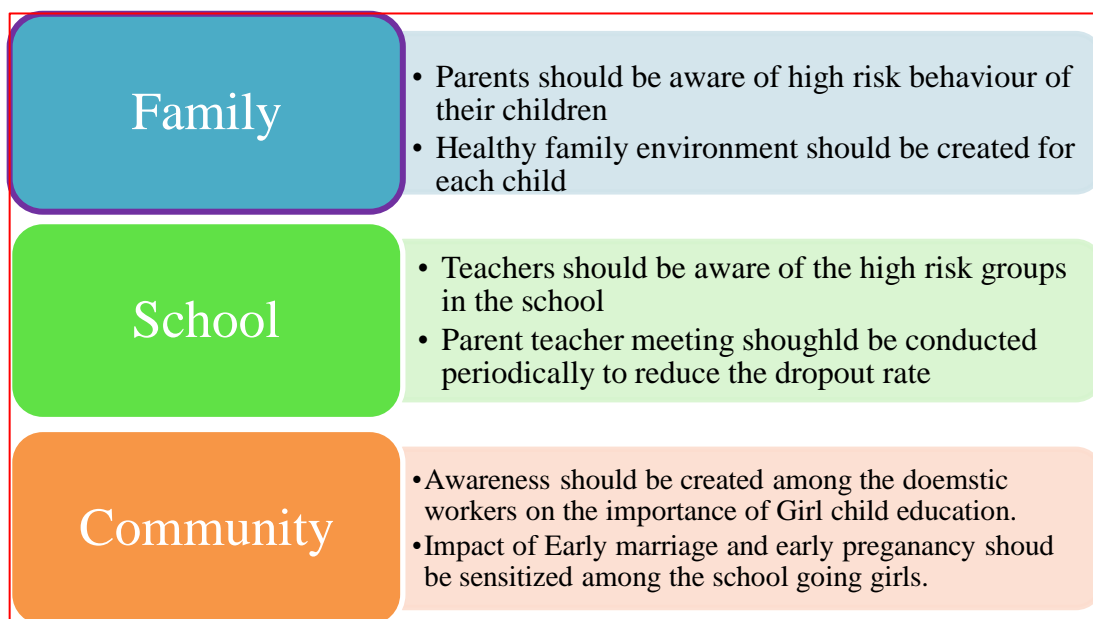 Family
• Parents should be aware of high risk behaviour of
their children
• Healthy family environment should be created for
each child
School
• Teachers should be aware of the high risk groups
in the school
• Parent teacher meeting shoughld be conducted
periodically to reduce the dropout rate
Community
•Awareness should be created among the doemstic
workers on the importance of Girl child education.
•Impact of Early marriage and early preganancy shoud
be sensitized among the school going girls.